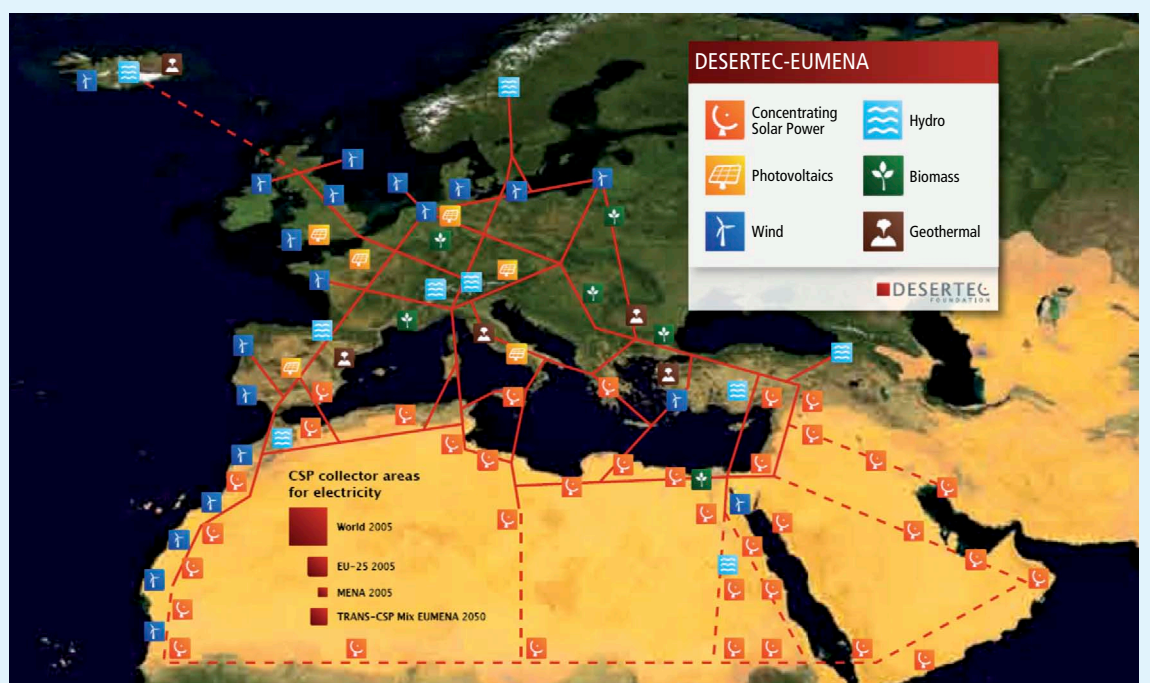 DESERTEC-EUMENA
Concentrating
Solar Power
Hydro
Photovoltaics
Biomass
Wind
Geothermal
DESERTEC
FOUNDATION
CSP collector areas
for electricity
World 2005
EU-25 2005
MENA 2005
TRANS-CSP Mix EUMENA 2050